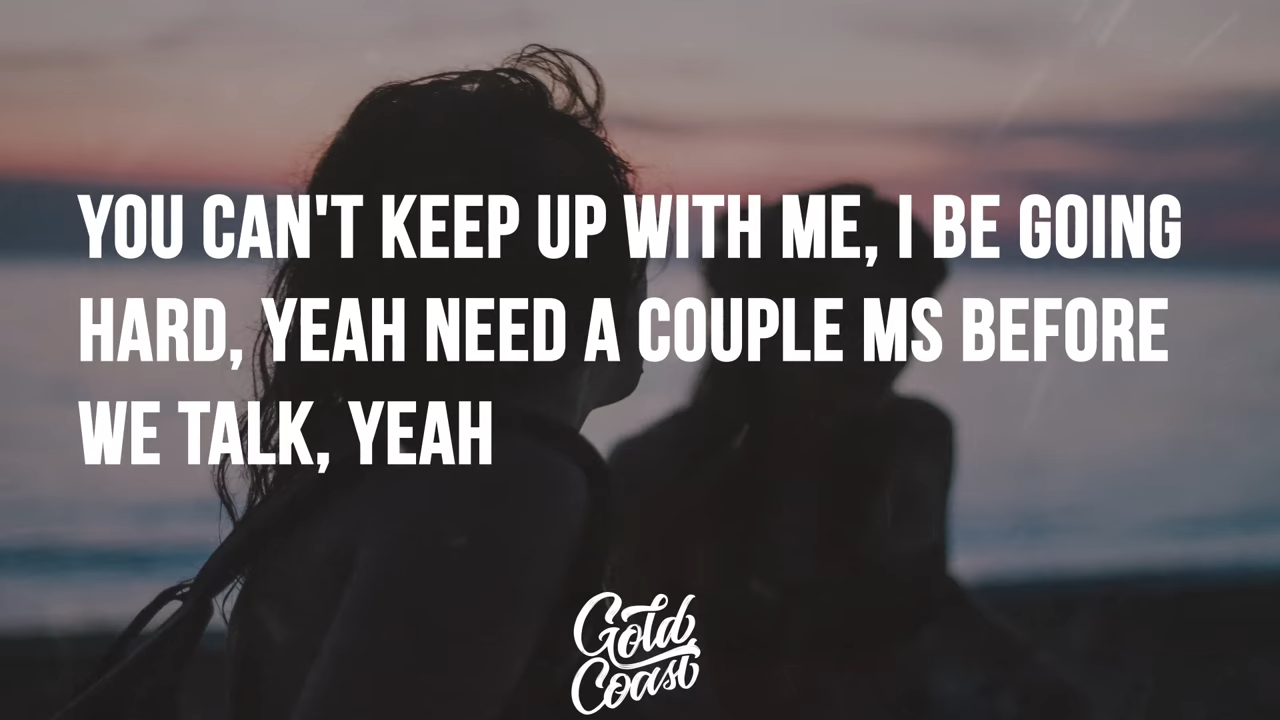 YOU CAN'T KEEP UP WITH ME, I BE GOING
HARD, YEAH NEED A COUPLE MS BEFORE
WE TALK, YEAH
Gold
Coast